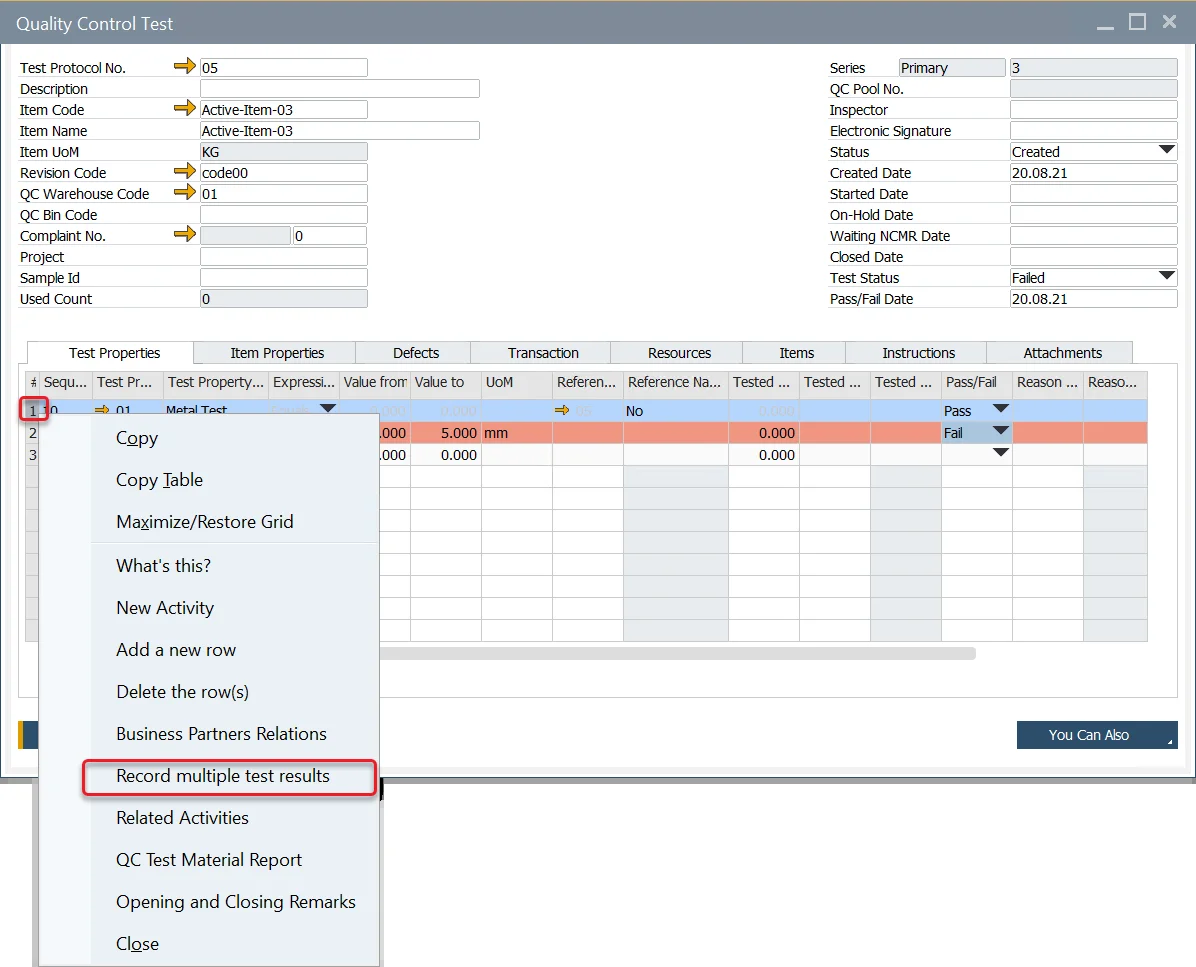 Quality Control Test
Test Protocol No. 05
Description
Item Code Active-Item-03
Item Name Active-Item-03
Item UoM KG
Revision Code code00
QC Warehouse Code 01
QC Bin Code
Complaint No. 0
Project
Sample Id
Used Count 0
Series Primary 3
QC Pool No.
Inspector
Electronic Signature
Status Created
Created Date 20.08.21
Started Date
On-Hold Date
Waiting NCMR Date
Closed Date
Test Status Failed
Pass/Fail Date 20.08.21
Test Properties Item Properties Defects Transaction Resources Items Instructions Attachments
# Sequ... Test Pr... Test Property... Expressi... Value from Value to UoM Referen... Reference Na... Tested ... Tested ... Tested ... Pass/Fail Reason ... Reaso...
1 10 01 Metal Test 0.000 No 0.000 Pass
2 .000 5.000 mm 0.000 Fail
3 .000 0.000 0.000
Copy
Copy Table
Maximize/Restore Grid
What's this?
New Activity
Add a new row
Delete the row(s)
Business Partners Relations
Record multiple test results
Related Activities
QC Test Material Report
Opening and Closing Remarks
Close
You Can Also